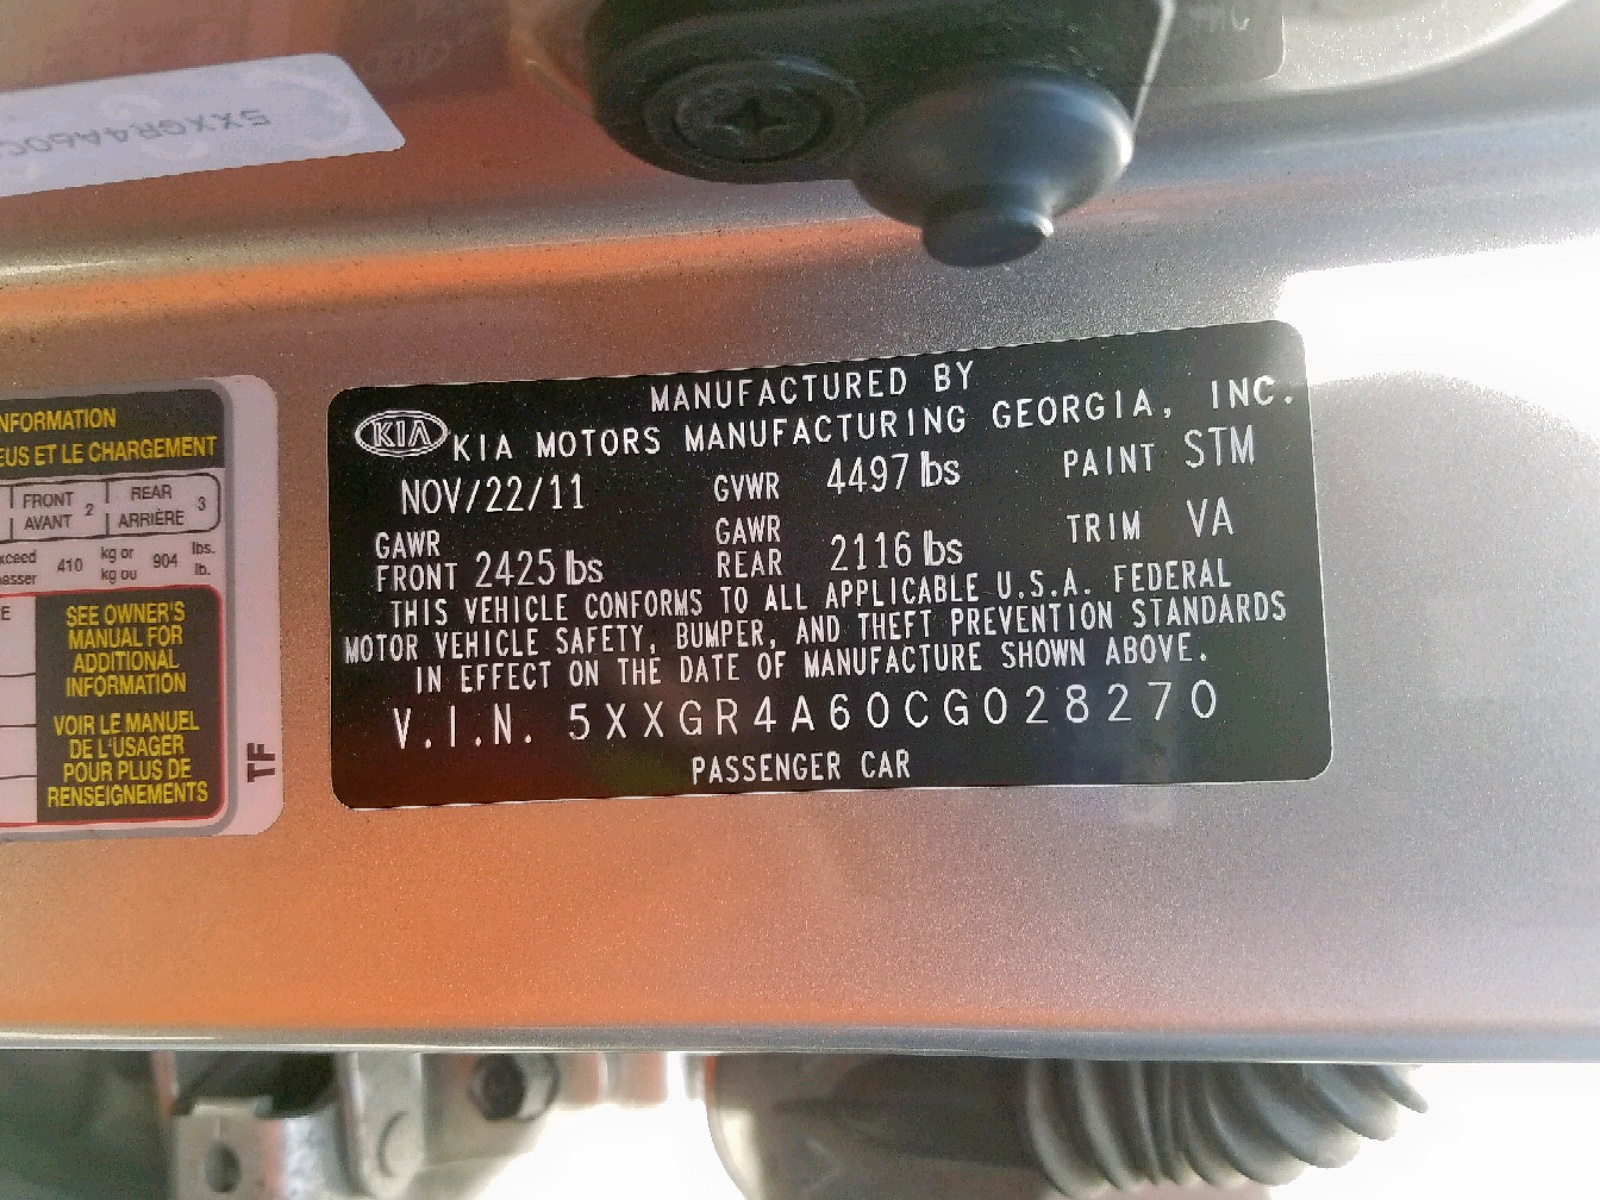 5XXGR4A60C
NFORMATION
EUS ET LE CHARGEMENT
FRONT
AVANT 2
REAR
ARRIÈRE 3
xceed
passer 410 kg or
kg ou 904 lbs.
lb.
SEE OWNER'S
MANUAL FOR
ADDITIONAL
INFORMATION
VOIR LE MANUEL
DE L'USAGER
POUR PLUS DE
RENSEIGNEMENTS
TF
MANUFACTURED BY
KIA KIA MOTORS MANUFACTURING GEORGIA, INC.
NOV/22/11 GVWR 4497 lbs PAINT STM
GAWR
FRONT 2425 lbs GAWR
REAR 2116 lbs TRIM VA
THIS VEHICLE CONFORMS TO ALL APPLICABLE U.S.A. FEDERAL
MOTOR VEHICLE SAFETY, BUMPER, AND THEFT PREVENTION STANDARDS
IN EFFECT ON THE DATE OF MANUFACTURE SHOWN ABOVE.
V.I.N. 5XXGR4A60CG028270
PASSENGER CAR